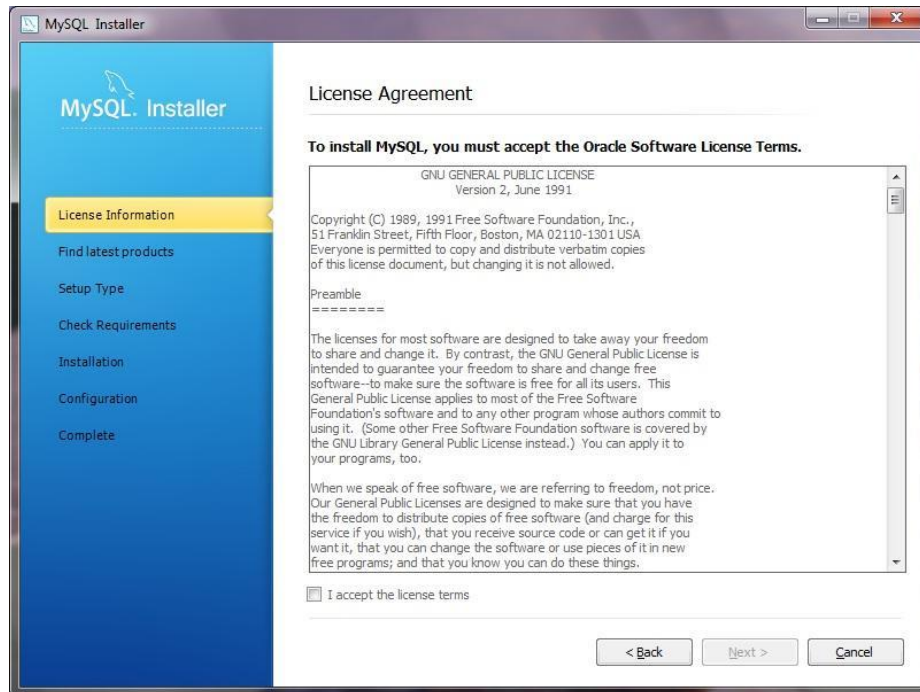 MySQL Installer
MySQL. Installer
License Information
Find latest products
Setup Type
Check Requirements
Installation
Configuration
Complete
License Agreement
To install MySQL, you must accept the Oracle Software License Terms.
GNU GENERAL PUBLIC LICENSE
Version 2, June 1991
Copyright (C) 1989, 1991 Free Software Foundation, Inc.,
51 Franklin Street, Fifth Floor, Boston, MA 02110-1301 USA
Everyone is permitted to copy and distribute verbatim copies
of this license document, but changing it is not allowed.
Preamble
========
The licenses for most software are designed to take away your freedom
to share and change it. By contrast, the GNU General Public License is
intended to guarantee your freedom to share and change free
software--to make sure the software is free for all its users. This
General Public License applies to most of the Free Software
Foundation's software and to any other program whose authors commit to
using it. (Some other Free Software Foundation software is covered by
the GNU Library General Public License instead.) You can apply it to
your programs, too.
When we speak of free software, we are referring to freedom, not price.
Our General Public Licenses are designed to make sure that you have
the freedom to distribute copies of free software (and charge for this
service if you wish), that you receive source code or can get it if you
want it, that you can change the software or use pieces of it in new
free programs; and that you know you can do these things.
I accept the license terms
< Back
Next >
Cancel